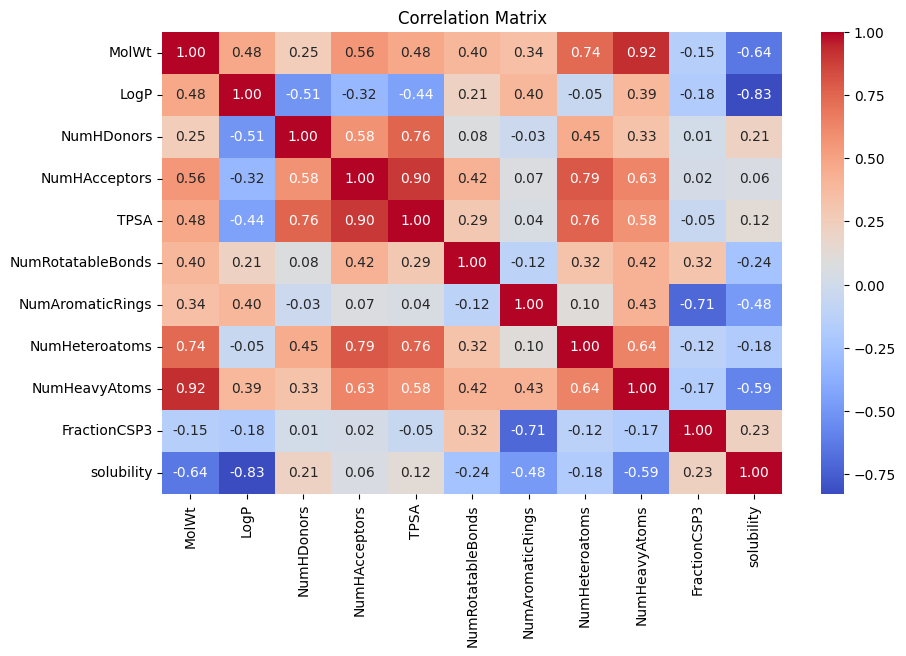 Correlation Matrix
MolWt 1.00 0.48 0.25 0.56 0.48 0.40 0.34 0.74 0.92 -0.15 -0.64
LogP 0.48 1.00 -0.51 -0.32 -0.44 0.21 0.40 -0.05 0.39 -0.18 -0.83
NumHDonors 0.25 -0.51 1.00 0.58 0.76 0.08 -0.03 0.45 0.33 0.01 0.21
NumHAcceptors 0.56 -0.32 0.58 1.00 0.90 0.42 0.07 0.79 0.63 0.02 0.06
TPSA 0.48 -0.44 0.76 0.90 1.00 0.29 0.04 0.76 0.58 -0.05 0.12
NumRotatableBonds 0.40 0.21 0.08 0.42 0.29 1.00 -0.12 0.32 0.42 0.32 -0.24
NumAromaticRings 0.34 0.40 -0.03 0.07 0.04 -0.12 1.00 0.10 0.43 -0.71 -0.48
NumHeteroatoms 0.74 -0.05 0.45 0.79 0.76 0.32 0.10 1.00 0.64 -0.12 -0.18
NumHeavyAtoms 0.92 0.39 0.33 0.63 0.58 0.42 0.43 0.64 1.00 -0.17 -0.59
FractionCSP3 -0.15 -0.18 0.01 0.02 -0.05 0.32 -0.71 -0.12 -0.17 1.00 0.23
solubility -0.64 -0.83 0.21 0.06 0.12 -0.24 -0.48 -0.18 -0.59 0.23 1.00
MolWt
LogP
NumHDonors
NumHAcceptors
TPSA
NumRotatableBonds
NumAromaticRings
NumHeteroatoms
NumHeavyAtoms
FractionCSP3
solubility
1.00
0.75
0.50
0.25
0.00
−0.25
−0.50
−0.75